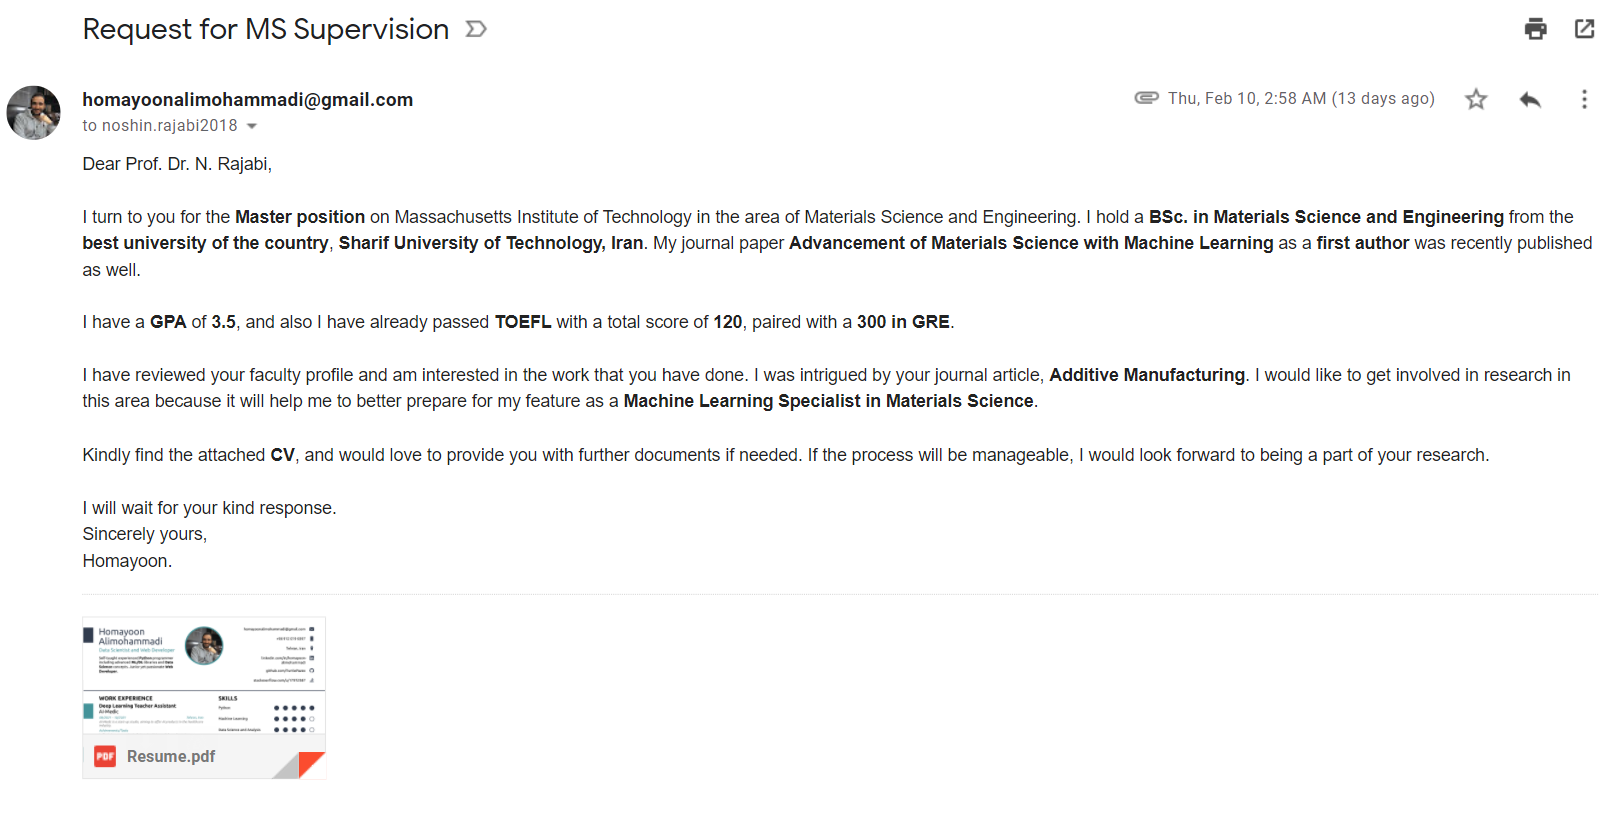 Request for MS Supervision
homayoonalimohammadi@gmail.com
Thu, Feb 10, 2:58 AM (13 days ago)
to noshin.rajabi2018
Dear Prof. Dr. N. Rajabi,
I turn to you for the Master position on Massachusetts Institute of Technology in the area of Materials Science and Engineering. I hold a BSc. in Materials Science and Engineering from the
best university of the country, Sharif University of Technology, Iran. My journal paper Advancement of Materials Science with Machine Learning as a first author was recently published
as well.
I have a GPA of 3.5, and also I have already passed TOEFL with a total score of 120, paired with a 300 in GRE.
I have reviewed your faculty profile and am interested in the work that you have done. I was intrigued by your journal article, Additive Manufacturing. I would like to get involved in research in
this area because it will help me to better prepare for my feature as a Machine Learning Specialist in Materials Science.
Kindly find the attached CV, and would love to provide you with further documents if needed. If the process will be manageable, I would look forward to being a part of your research.
I will wait for your kind response.
Sincerely yours,
Homayoon.
Homayoon
Alimohammadi
Data Scientist and Web Developer
homayoonalimohammadi@gmail.com
Tehran, Iran
WORK EXPERIENCE
Deep Learning Teacher Assistant
AI-Medic
SKILLS
Python
Machine Learning
Data Science and Analysis
PDF
Resume.pdf